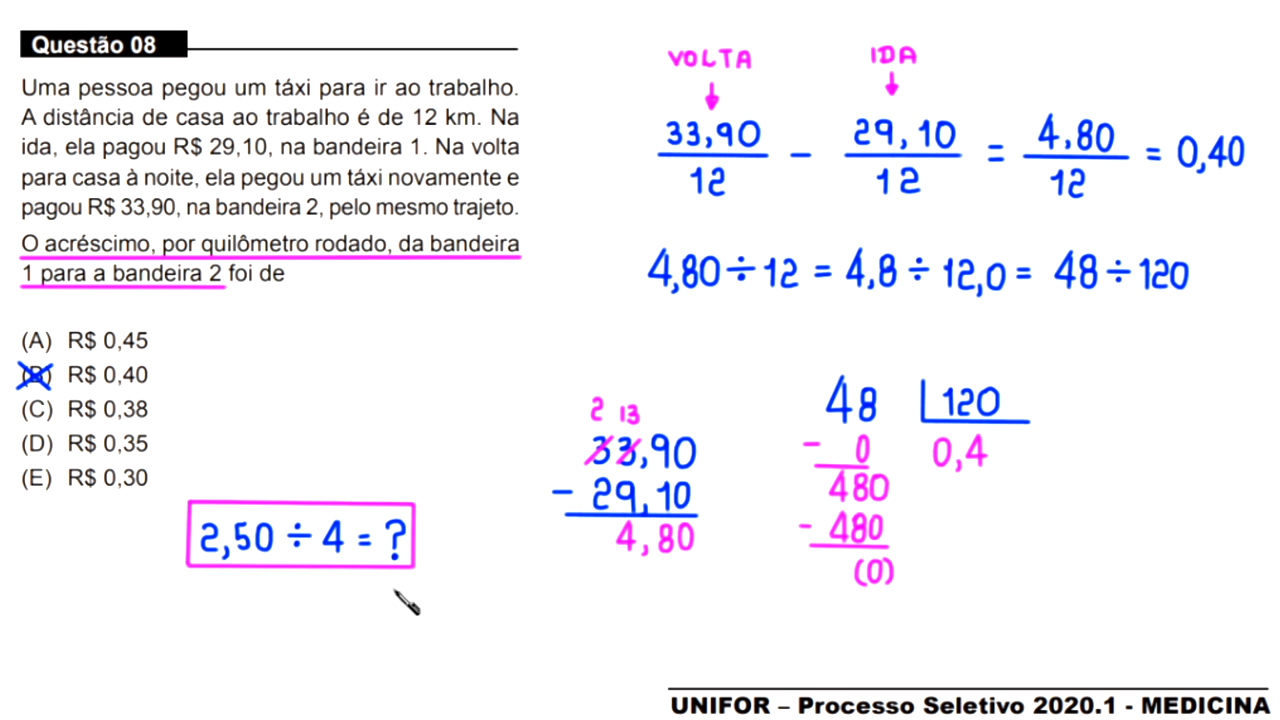 Questão 08
Uma pessoa pegou um táxi para ir ao trabalho.
A distância de casa ao trabalho é de 12 km. Na
ida, ela pagou R$ 29,10, na bandeira 1. Na volta
para casa à noite, ela pegou um táxi novamente e
pagou R$ 33,90, na bandeira 2, pelo mesmo trajeto.
O acréscimo, por quilômetro rodado, da bandeira
1 para a bandeira 2 foi de
(A) R$ 0,45
(B) R$ 0,40
(C) R$ 0,38
(D) R$ 0,35
(E) R$ 0,30
2,50 ÷ 4 = ?
VOLTA IDA
33,90/12 - 29,10/12 = 4,80/12 = 0,40
4,80 ÷ 12 = 4,8 ÷ 12,0 = 48 ÷ 120
2 13
33,90
- 29,10
4,80
48 120
- 0 0,4
480
- 480
(0)
UNIFOR – Processo Seletivo 2020.1 - MEDICINA